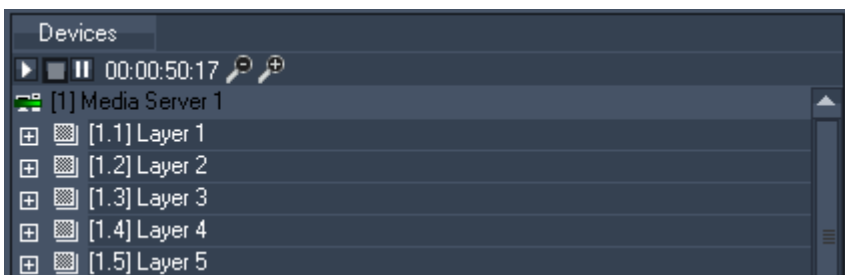 Devices
00:00:50:17
[1] Media Server 1
[1.1] Layer 1
[1.2] Layer 2
[1.3] Layer 3
[1.4] Layer 4
[1.5] Layer 5